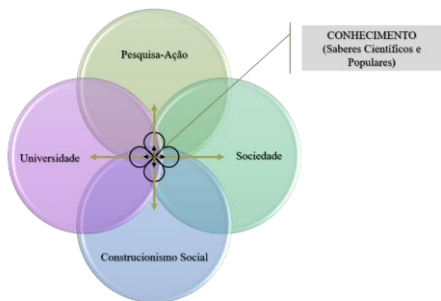 CONHECIMENTO
(Saberes Científicos e
Populares)
Pesquisa-Ação
Universidade
Sociedade
Construcionismo Social